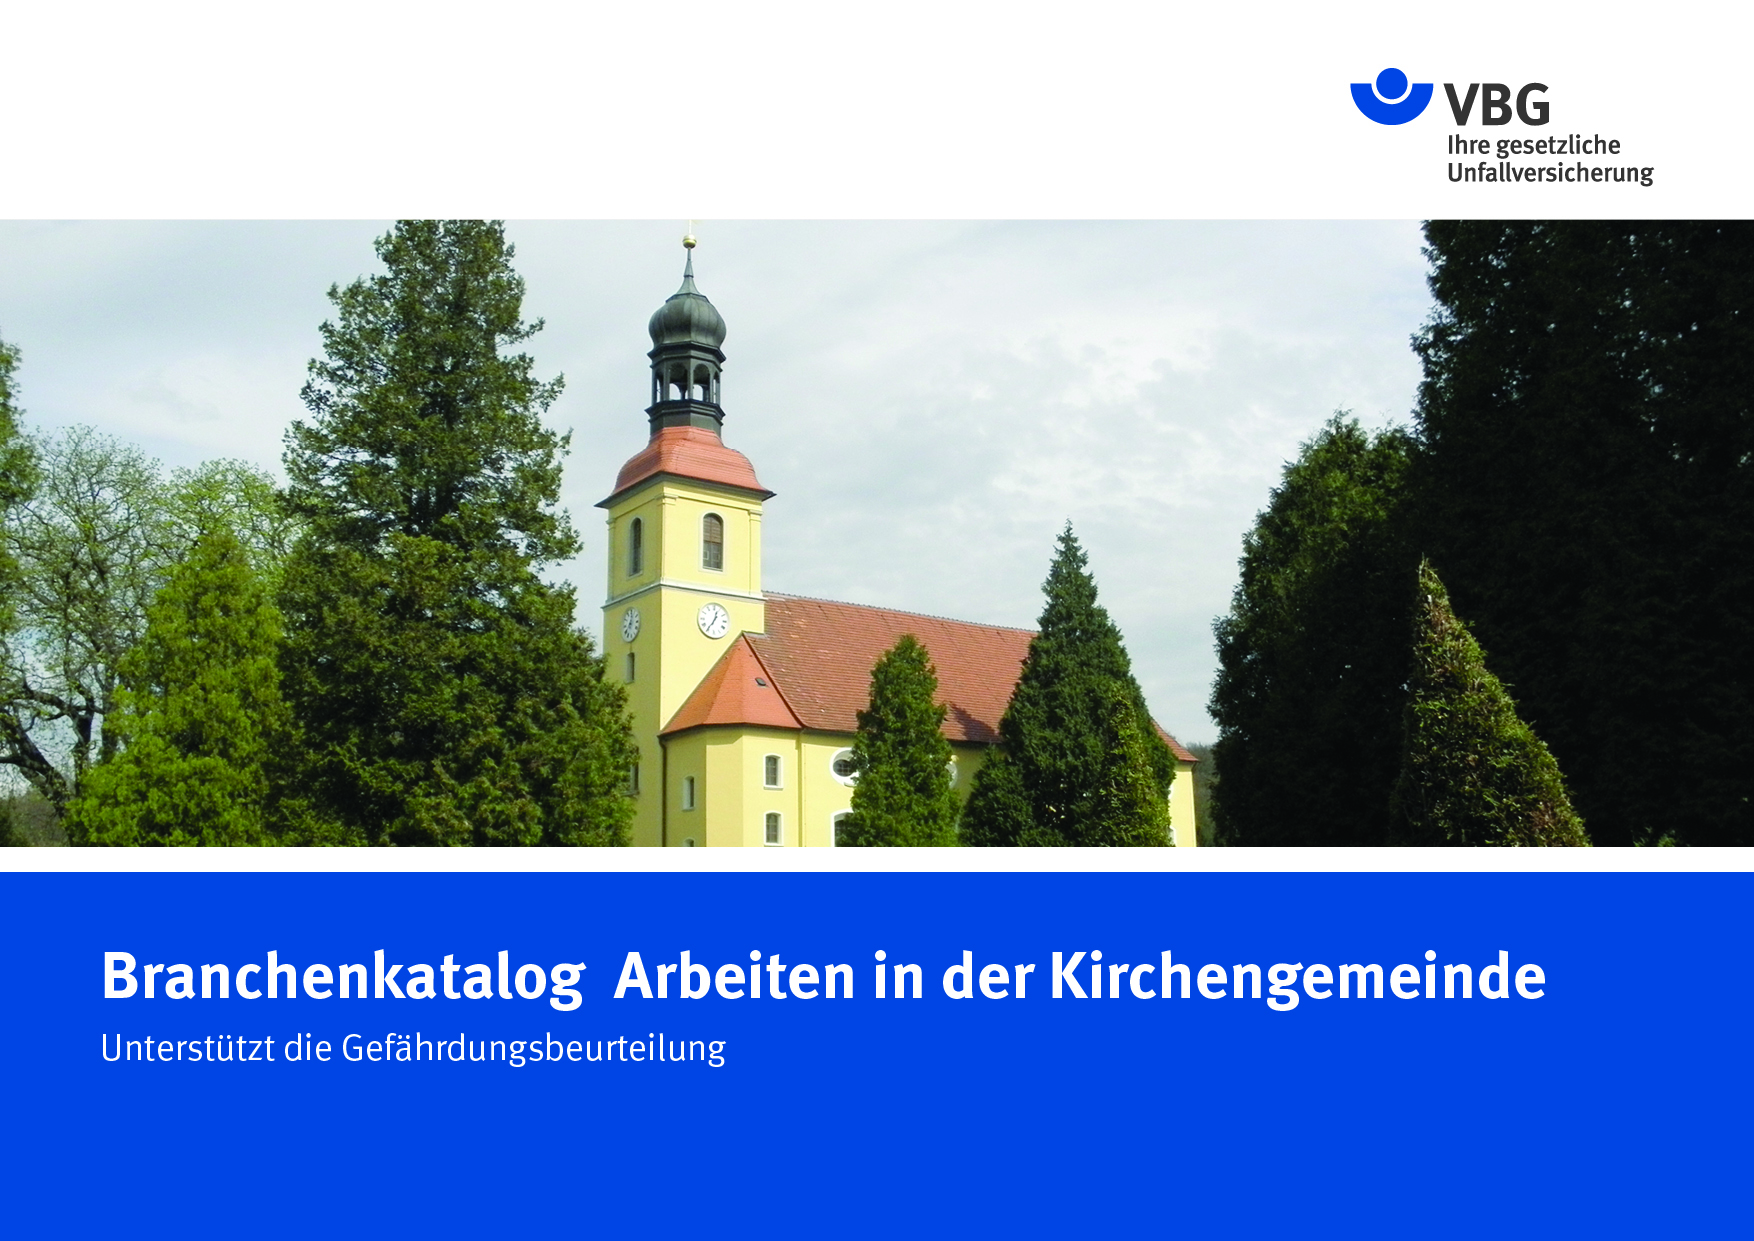 VBG
Ihre gesetzliche
Unfallversicherung
Branchenkatalog Arbeiten in der Kirchengemeinde
Unterstützt die Gefährdungsbeurteilung